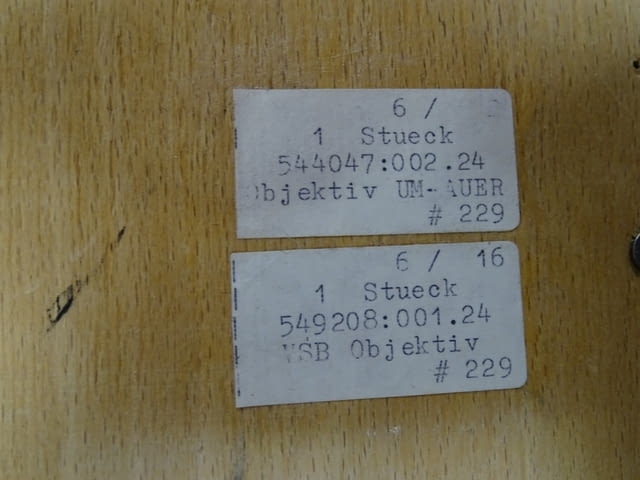 6 /
1 Stueck
544047:002.24
Objektiv UM-AUER
# 229
6 / 16
1 Stueck
549208:001.24
Objektiv
# 229